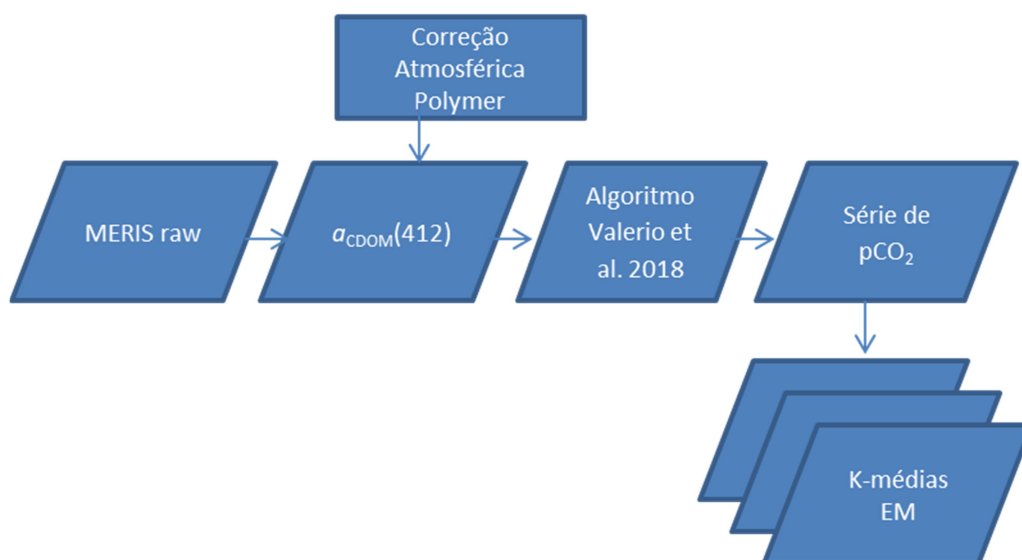 Correção
Atmosférica
Polymer
MERIS raw
aCDOM(412)
Algoritmo
Valerio et
al. 2018
Série de
pCO₂
K-médias
EM